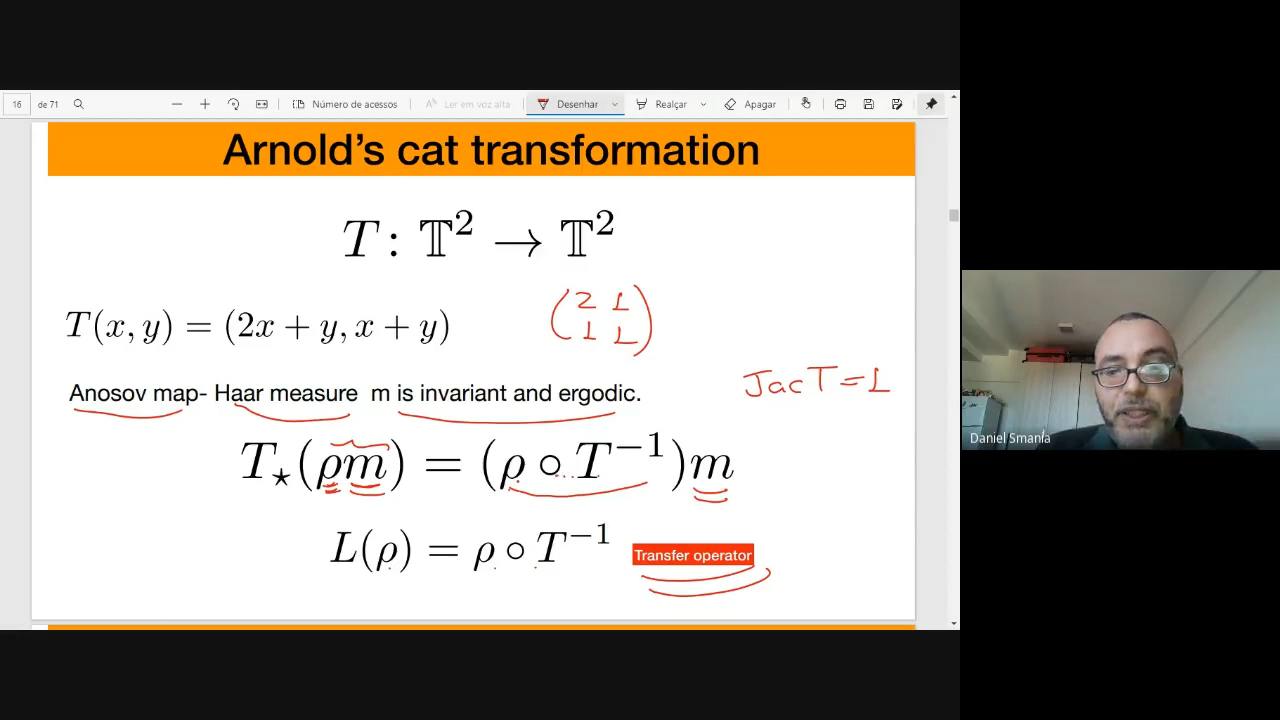 16 de 71 Número de acessos Ler em voz alta Desenhar Realçar Apagar
Arnold's cat transformation
T: 𝕋² → 𝕋²
T(x, y) = (2x + y, x + y)
(2 1
1 1)
Jac T = 1
Anosov map- Haar measure m is invariant and ergodic.
T⋆(ρm) = (ρ ∘ T⁻¹)m
L(ρ) = ρ ∘ T⁻¹ Transfer operator
Daniel Smania